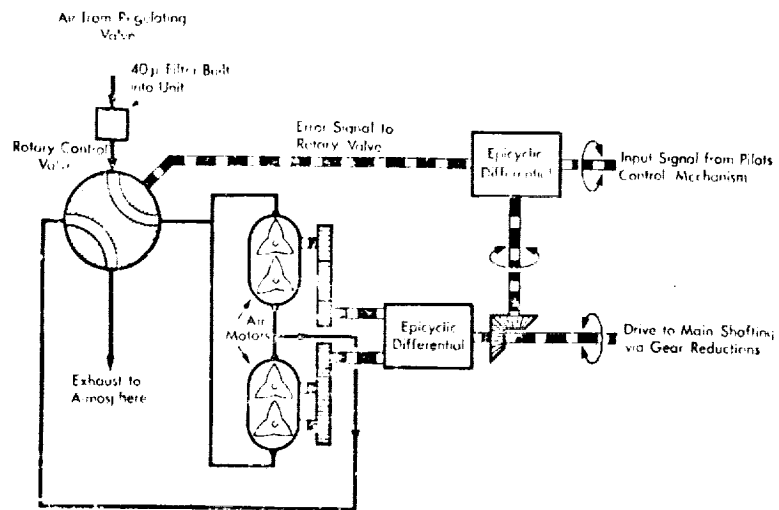 Air from Regulating
Valve
40μ Filter Built
into Unit
Rotary Control
Valve
Error Signal to
Rotary Valve
Epicyclic
Differential
Input Signal from Pilots
Control Mechanism
Air
Motors
Epicyclic
Differential
Drive to Main Shafting
via Gear Reductions
Exhaust to
Atmosphere